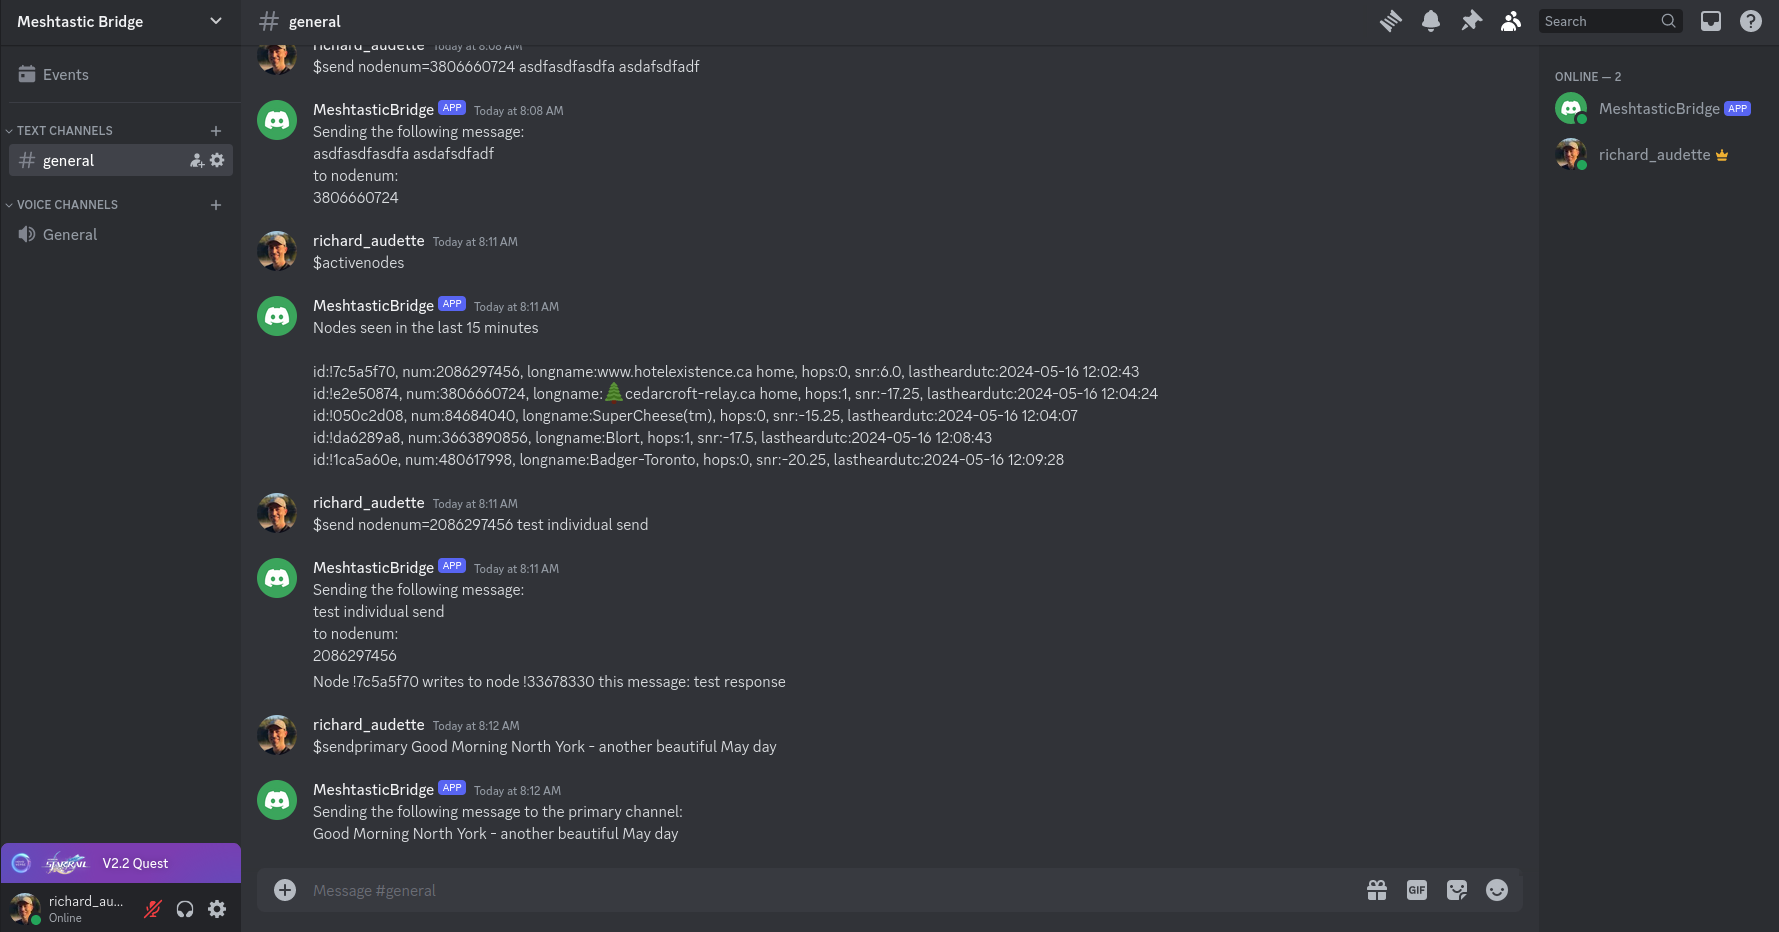 Meshtastic Bridge
general
Search
Events
TEXT CHANNELS
general
VOICE CHANNELS
General
richard_audette Today at 8:08 AM
$send nodenum=3806660724 asdfasdfasdfa asdafsdfadf
MeshtasticBridge APP Today at 8:08 AM
Sending the following message:
asdfasdfasdfa asdafsdfadf
to nodenum:
3806660724
richard_audette Today at 8:11 AM
$activenodes
MeshtasticBridge APP Today at 8:11 AM
Nodes seen in the last 15 minutes
id:!7c5a5f70, num:2086297456, longname:www.hotelexistence.ca home, hops:0, snr:6.0, lastheardutc:2024-05-16 12:02:43
id:!e2e50874, num:3806660724, longname:🌲cedarcroft-relay.ca home, hops:1, snr:-17.25, lastheardutc:2024-05-16 12:04:24
id:!050c2d08, num:84684040, longname:SuperCheese(tm), hops:0, snr:-15.25, lastheardutc:2024-05-16 12:04:07
id:!da6289a8, num:3663890856, longname:Blort, hops:1, snr:-17.5, lastheardutc:2024-05-16 12:08:43
id:!1ca5a60e, num:480617998, longname:Badger-Toronto, hops:0, snr:-20.25, lastheardutc:2024-05-16 12:09:28
richard_audette Today at 8:11 AM
$send nodenum=2086297456 test individual send
MeshtasticBridge APP Today at 8:11 AM
Sending the following message:
test individual send
to nodenum:
2086297456
Node !7c5a5f70 writes to node !33678330 this message: test response
richard_audette Today at 8:12 AM
$sendprimary Good Morning North York - another beautiful May day
MeshtasticBridge APP Today at 8:12 AM
Sending the following message to the primary channel:
Good Morning North York - another beautiful May day
Message #general
GIF
ONLINE — 2
MeshtasticBridge APP
richard_audette
STARRAIL V2.2 Quest
richard_au...
Online